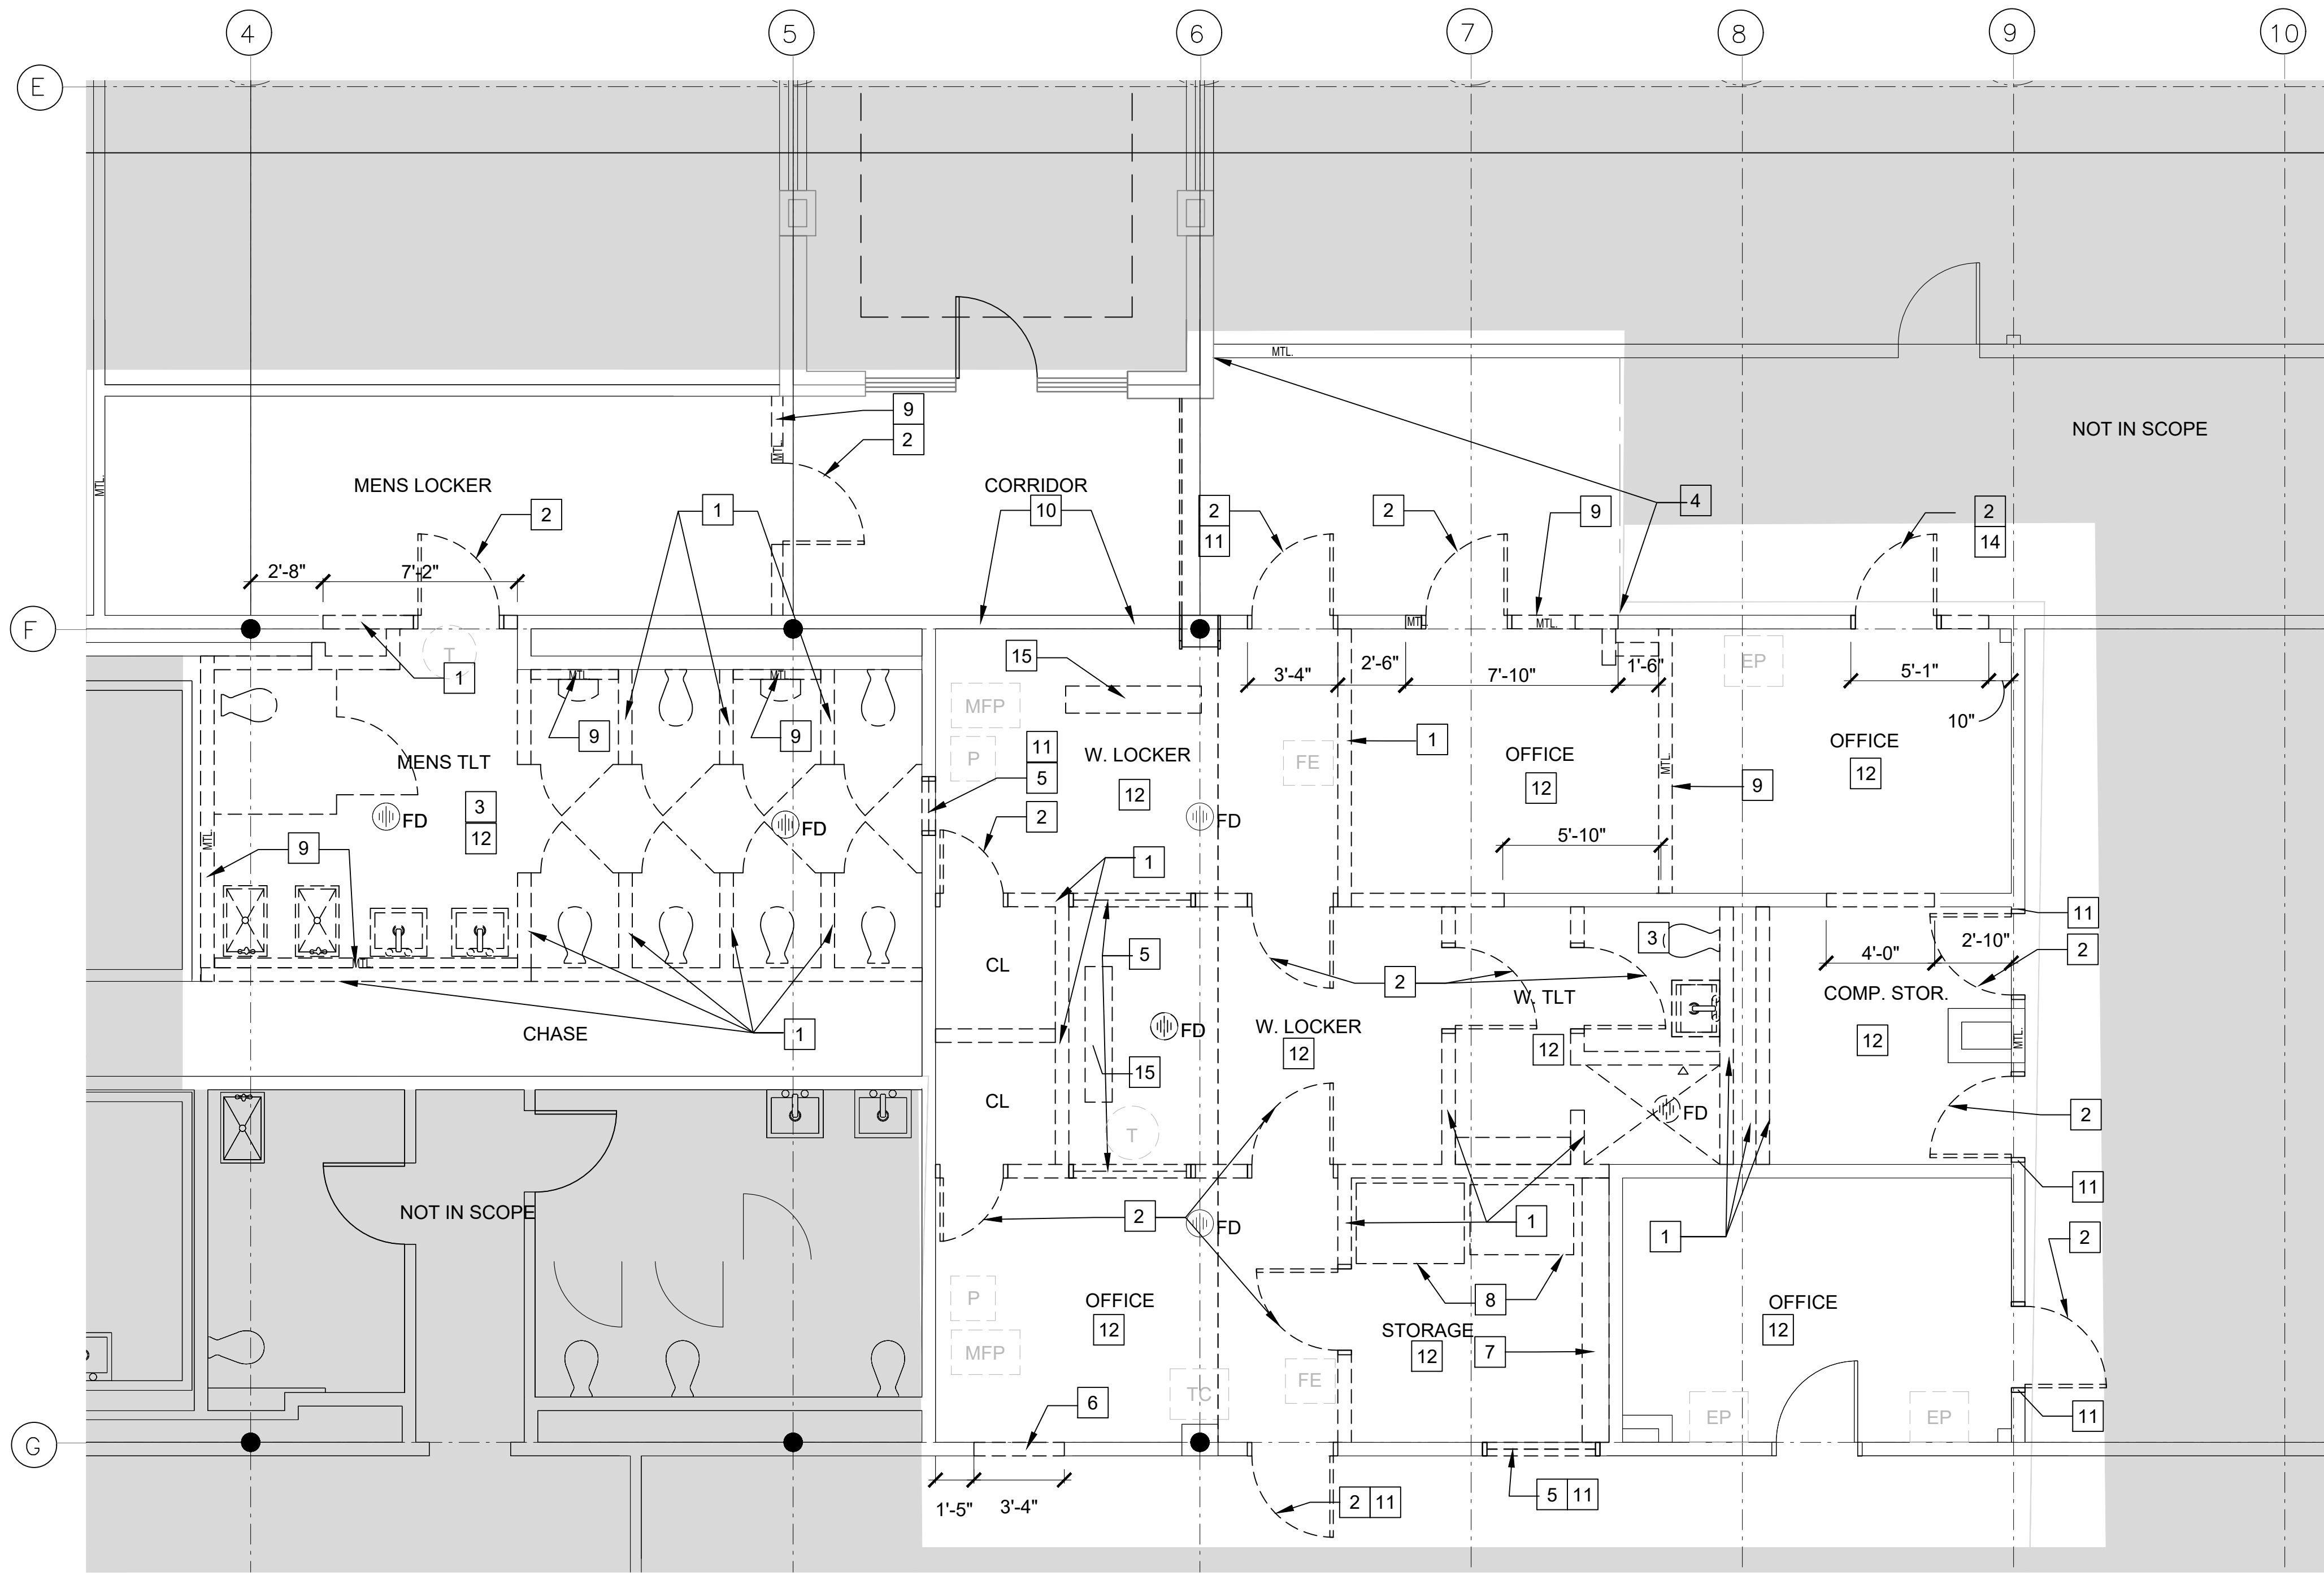 4
5
6
7
8
9
10
E
MTL.
NOT IN SCOPE
9
2
MTL.
MTL.
MENS LOCKER
2
1
CORRIDOR
10
2
11
2
9
4
2
14
2'-8"
7'-2"
F
MTL.
MTL.
T
1
15
3'-4"
2'-6"
7'-10"
1'-6"
EP
5'-1"
10"
MTL.
MTL.
9
9
MFP
P
11
5
2
W. LOCKER
12
FE
1
OFFICE
12
MTL.
9
OFFICE
12
MENS TLT
3
12
FD
FD
FD
MTL.
9
1
5'-10"
MTL.
CL
5
2
3
W. TLT
12
11
2
4'-0"
2'-10"
COMP. STOR.
12
MTL.
CHASE
1
FD
W. LOCKER
12
15
CL
T
FD
2
11
NOT IN SCOPE
2
FD
1
1
2
P
MFP
OFFICE
12
8
STORAGE
12
7
OFFICE
12
TC
FE
6
EP
EP
11
G
1'-5"
3'-4"
2 11
5 11